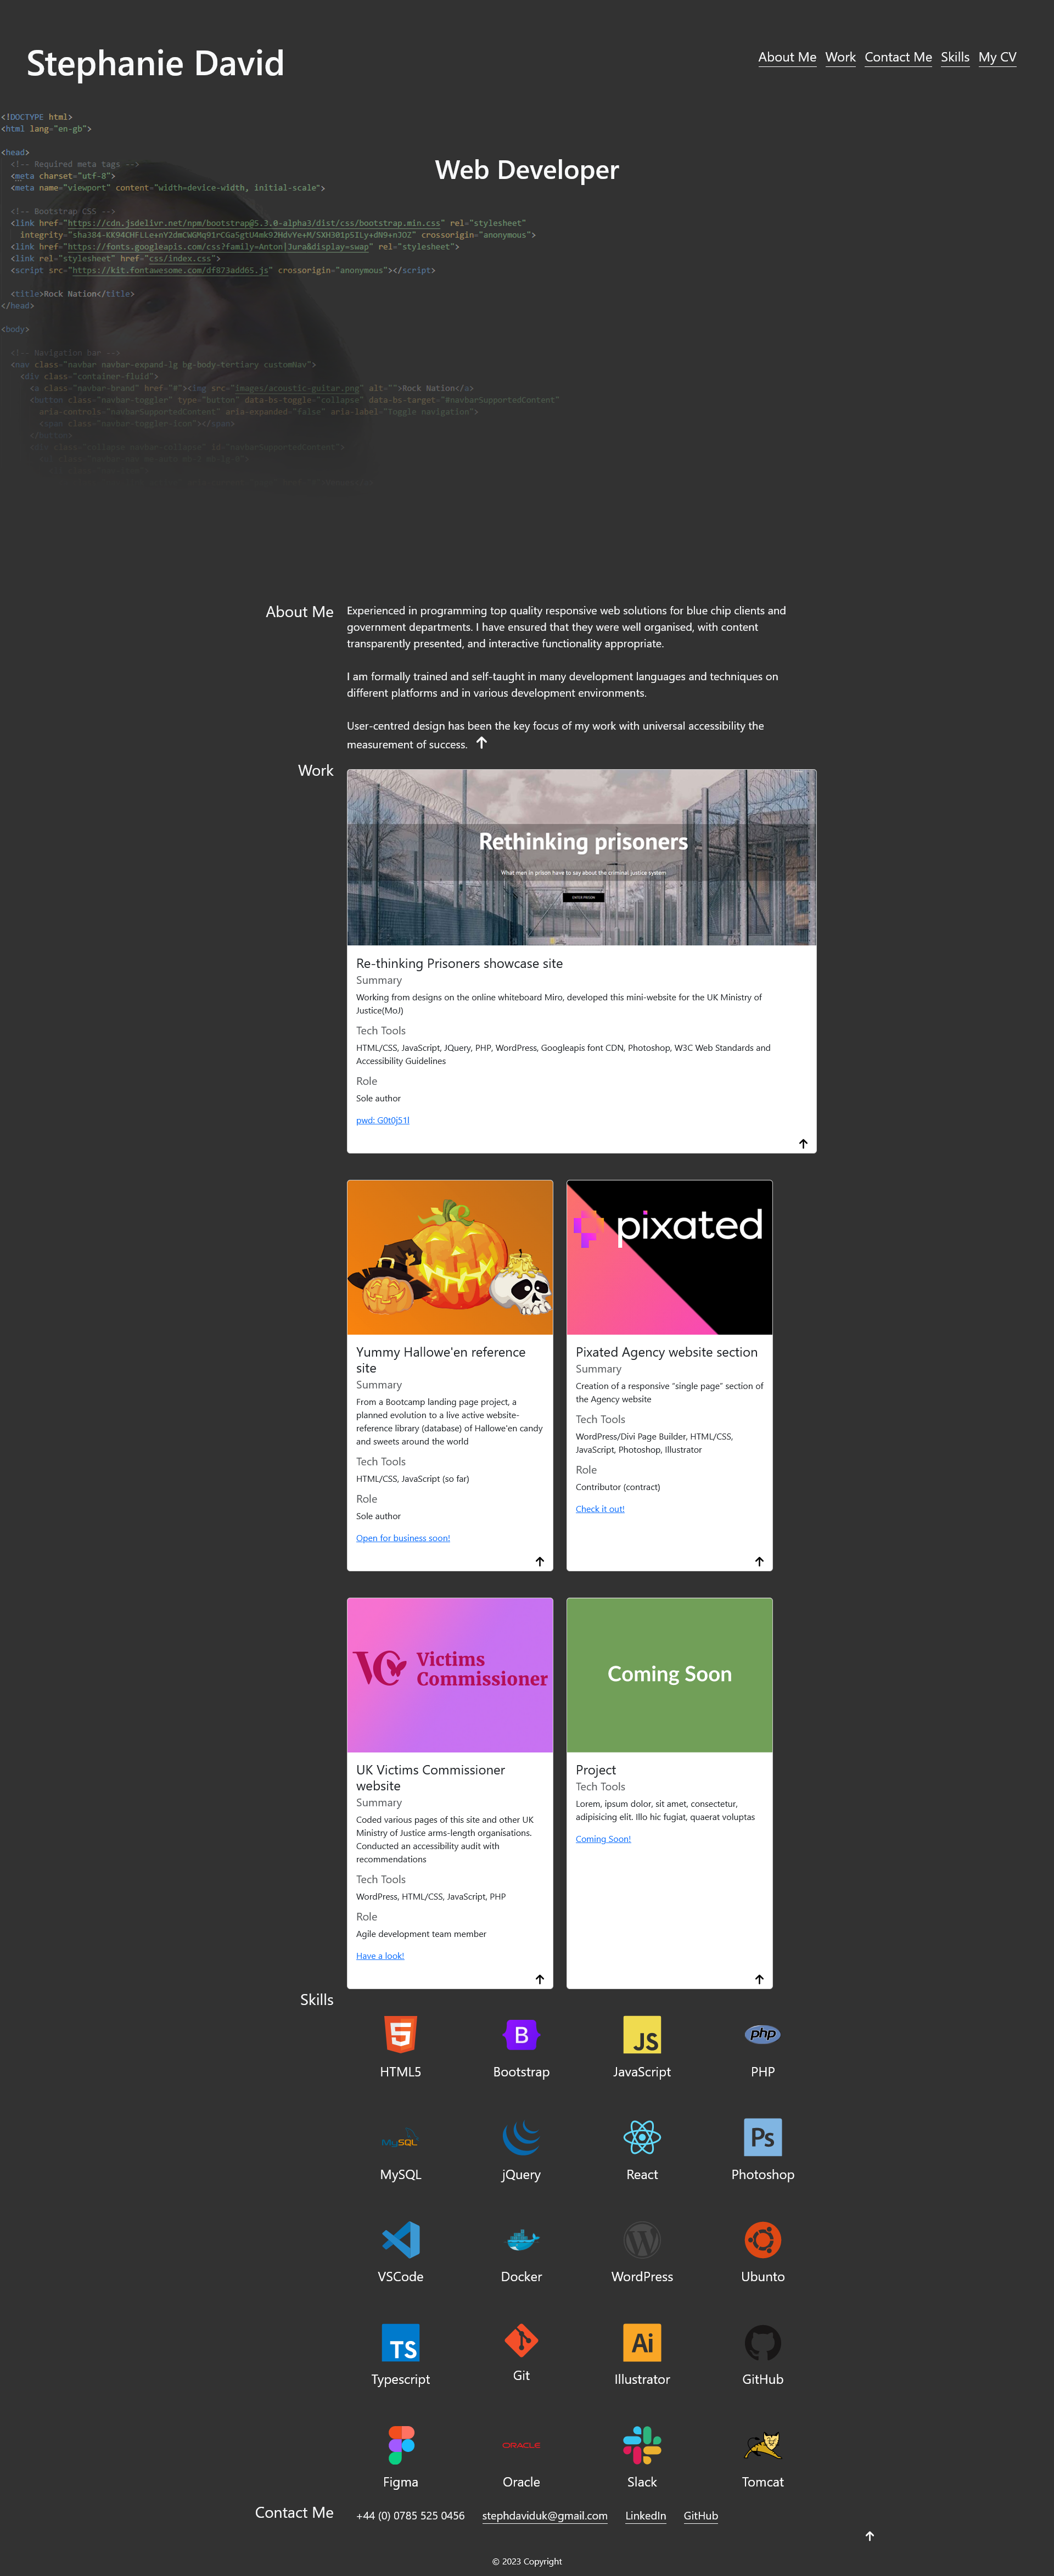 Stephanie David
About Me Work Contact Me Skills My CV
Web Developer
<!DOCTYPE html>
<html lang="en-gb">
<head>
<!-- Required meta tags -->
<meta charset="utf-8">
<meta name="viewport" content="width=device-width, initial-scale">
<!-- Bootstrap CSS -->
<link href="https://cdn.jsdelivr.net/npm/bootstrap@5.3.0-alpha3/dist/css/bootstrap.min.css" rel="stylesheet"
crossorigin="anonymous">
<link href="https://fonts.googleapis.com/css?family=Anton|Jura&display=swap" rel="stylesheet">
<link rel="stylesheet" href="css/index.css">
<script src="https://kit.fontawesome.com/df873add65.js" crossorigin="anonymous"></script>
<title>Rock Nation</title>
</head>
<body>
<!-- Navigation bar -->
<nav class="navbar navbar-expand-lg bg-body-tertiary customNav">
<div class="container-fluid">
<a class="navbar-brand" href="#"><img src="images/acoustic-guitar.png" alt="">Rock Nation</a>
<button class="navbar-toggler" type="button" data-bs-toggle="collapse" data-bs-target="#navbarSupportedContent"
aria-controls="navbarSupportedContent" aria-expanded="false" aria-label="Toggle navigation">
<span class="navbar-toggler-icon"></span>
</button>
<div class="collapse navbar-collapse" id="navbarSupportedContent">
About Me
Experienced in programming top quality responsive web solutions for blue chip clients and
government departments. I have ensured that they were well organised, with content
transparently presented, and interactive functionality appropriate.
I am formally trained and self-taught in many development languages and techniques on
different platforms and in various development environments.
User-centred design has been the key focus of my work with universal accessibility the
measurement of success.
Work
Rethinking prisoners
What men in prison have to say about the criminal justice system
ENTER PRISON
Re-thinking Prisoners showcase site
Summary
Working from designs on the online whiteboard Miro, developed this mini-website for the UK Ministry of
Justice(MoJ)
Tech Tools
HTML/CSS, JavaScript, JQuery, PHP, WordPress, Googleapis font CDN, Photoshop, W3C Web Standards and
Accessibility Guidelines
Role
Sole author
pwd: G0t0j51l
Yummy Hallowe'en reference
site
Summary
From a Bootcamp landing page project, a
planned evolution to a live active website-
reference library (database) of Hallowe'en candy
and sweets around the world
Tech Tools
HTML/CSS, JavaScript (so far)
Role
Sole author
Open for business soon!
pixated
Pixated Agency website section
Summary
Creation of a responsive "single page" section of
the Agency website
Tech Tools
WordPress/Divi Page Builder, HTML/CSS,
JavaScript, Photoshop, Illustrator
Role
Contributor (contract)
Check it out!
VC Victims
Commissioner
UK Victims Commissioner
website
Summary
Coded various pages of this site and other UK
Ministry of Justice arms-length organisations.
Conducted an accessibility audit with
recommendations
Tech Tools
WordPress, HTML/CSS, JavaScript, PHP
Role
Agile development team member
Have a look!
Coming Soon
Project
Tech Tools
Lorem, ipsum dolor, sit amet, consectetur,
adipisicing elit. Illo hic fugiat, quaerat voluptas
Coming Soon!
Skills
5 B JS php
HTML5 Bootstrap JavaScript PHP
MySQL Ps
MySQL jQuery React Photoshop
VSCode Docker WordPress Ubunto
TS Ai
Typescript Git Illustrator GitHub
ORACLE
Figma Oracle Slack Tomcat
Contact Me
+44 (0) 0785 525 0456 stephdaviduk@gmail.com LinkedIn GitHub
© 2023 Copyright